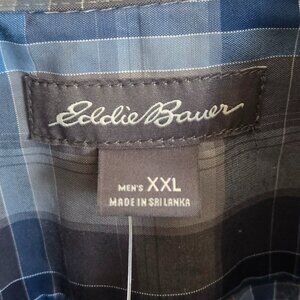 Eddie Bauer
MEN'S XXL
MADE IN SRI LANKA